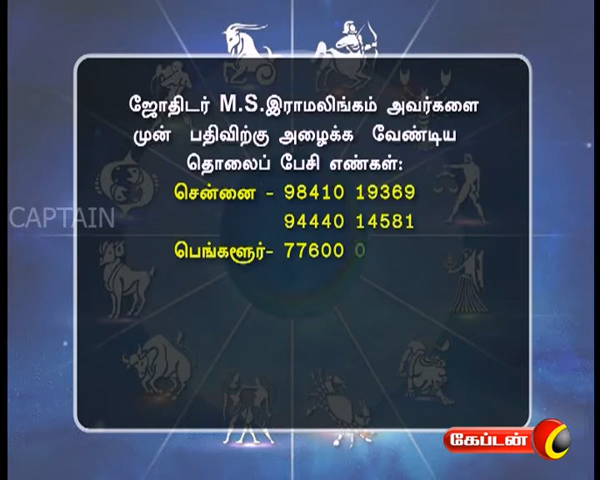 ஜோதிடர் M.S.இராமலிங்கம் அவர்களை
முன் பதிவிற்கு அழைக்க வேண்டிய
தொலைப் பேசி எண்கள்:
சென்னை - 98410 19369
94440 14581
பெங்களூர்- 77600 0
CAPTAIN
கேப்டன்